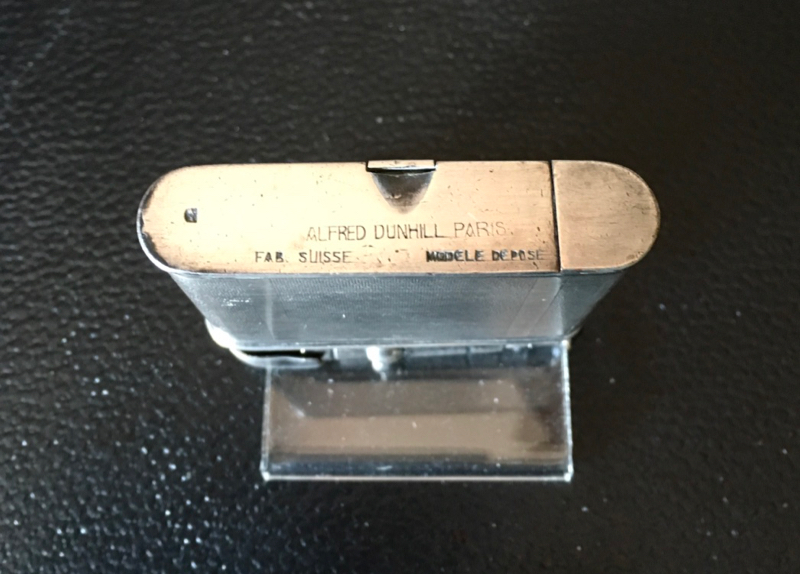 ALFRED DUNHILL PARIS
FAB. SUISSE MODELE DEPOSE